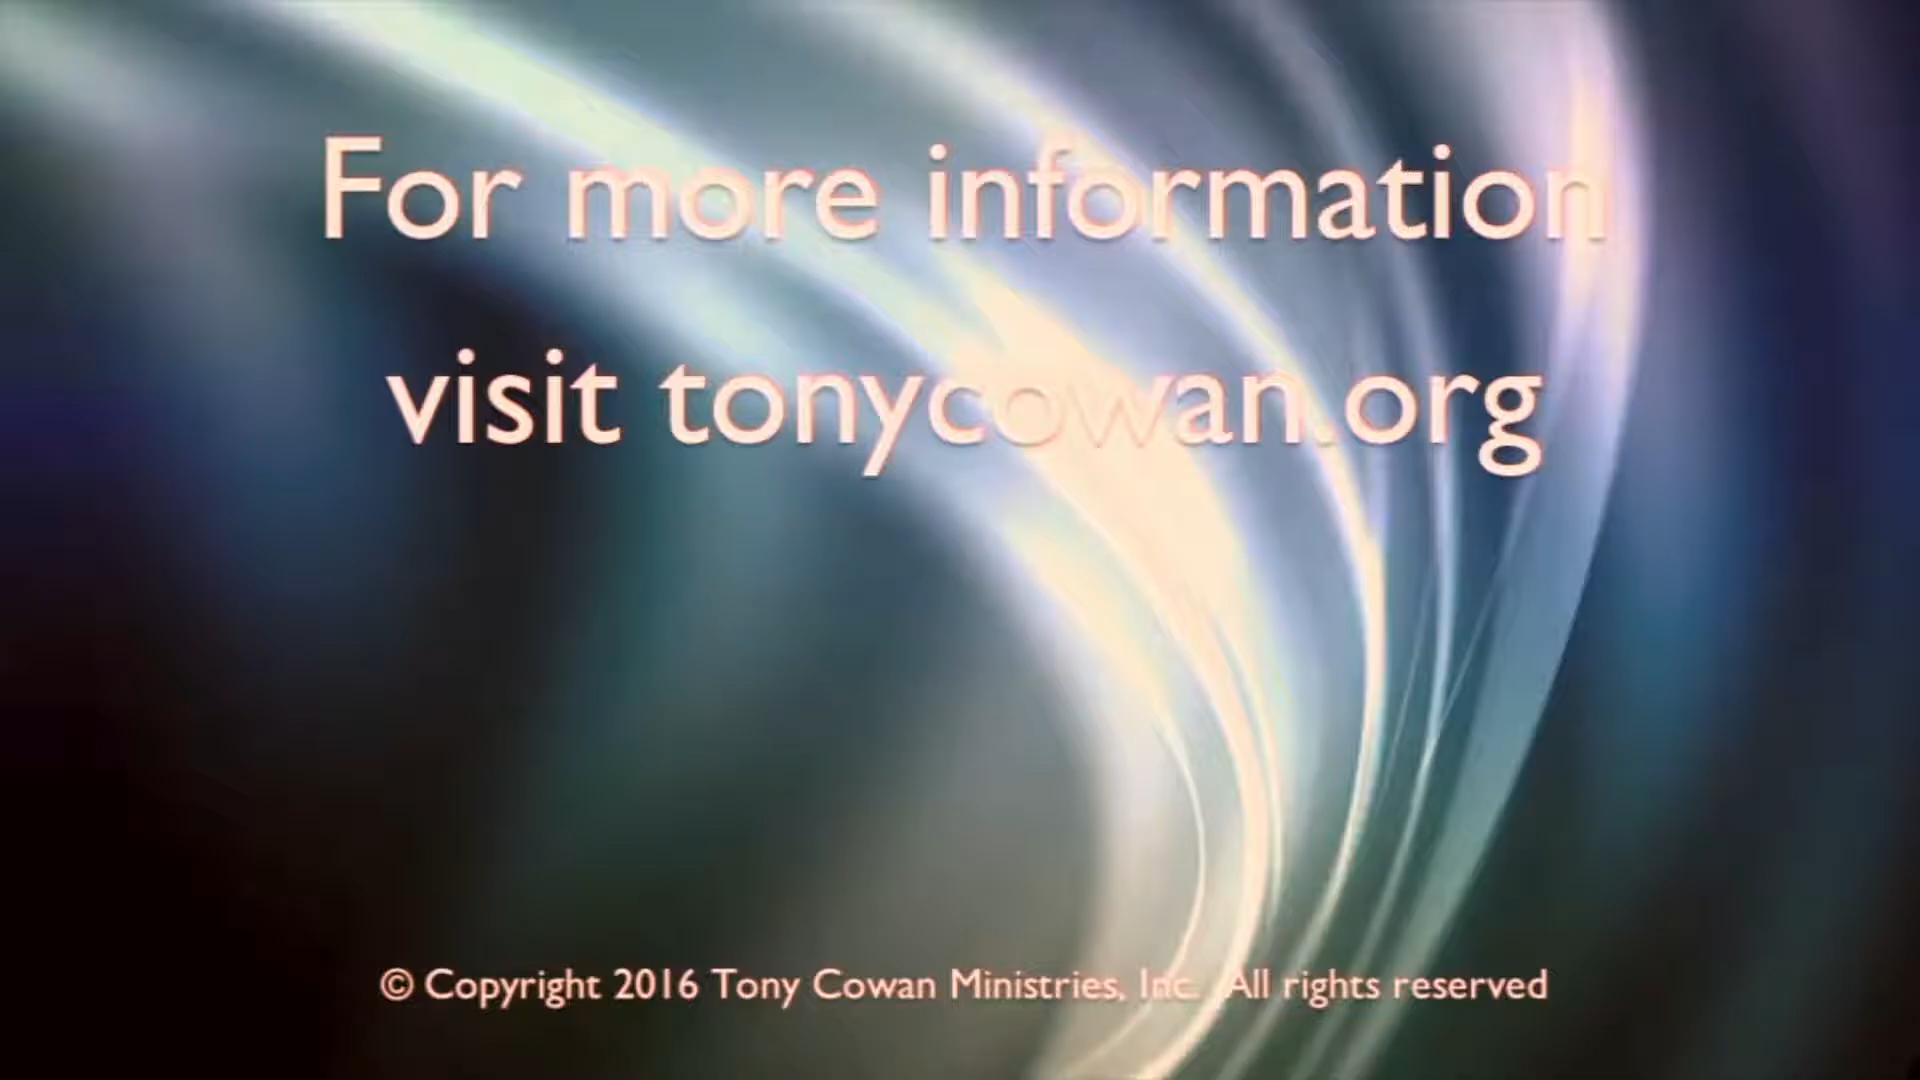 For more information
visit tonycowan.org
© Copyright 2016 Tony Cowan Ministries, Inc. All rights reserved